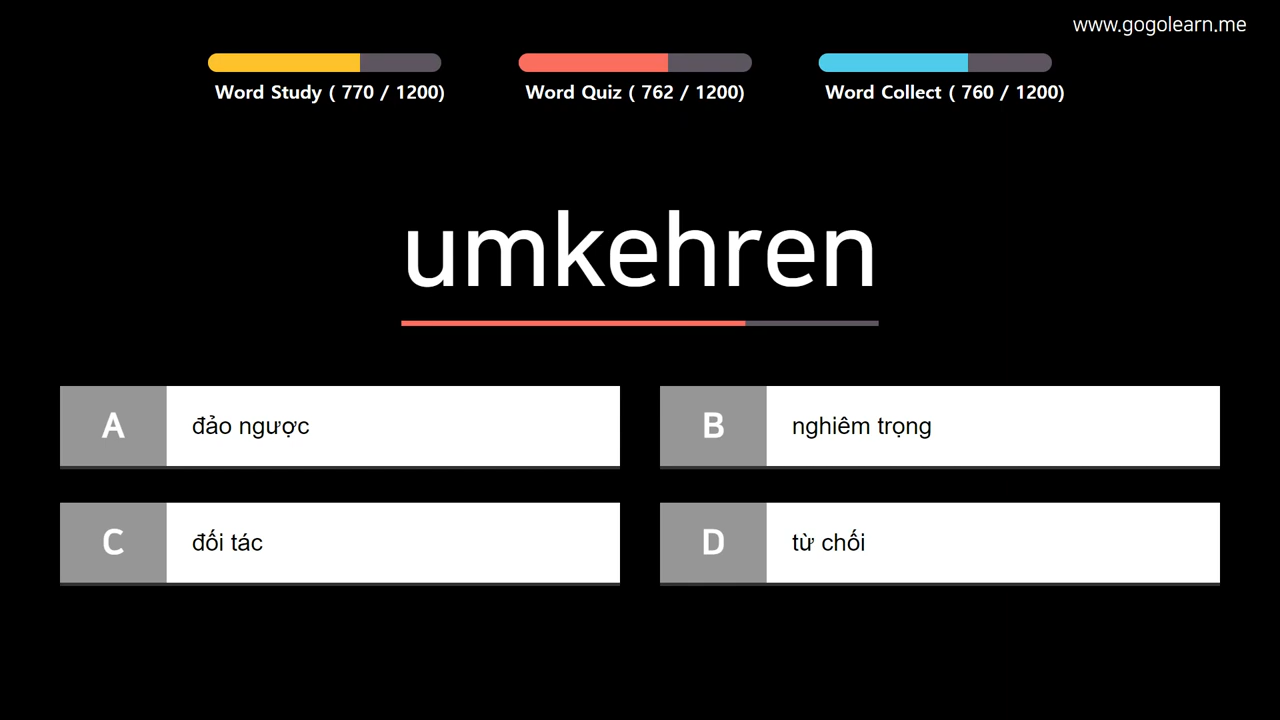 www.gogolearn.me
Word Study ( 770 / 1200)
Word Quiz ( 762 / 1200)
Word Collect ( 760 / 1200)
umkehren
A đảo ngược
B nghiêm trọng
C đối tác
D từ chối